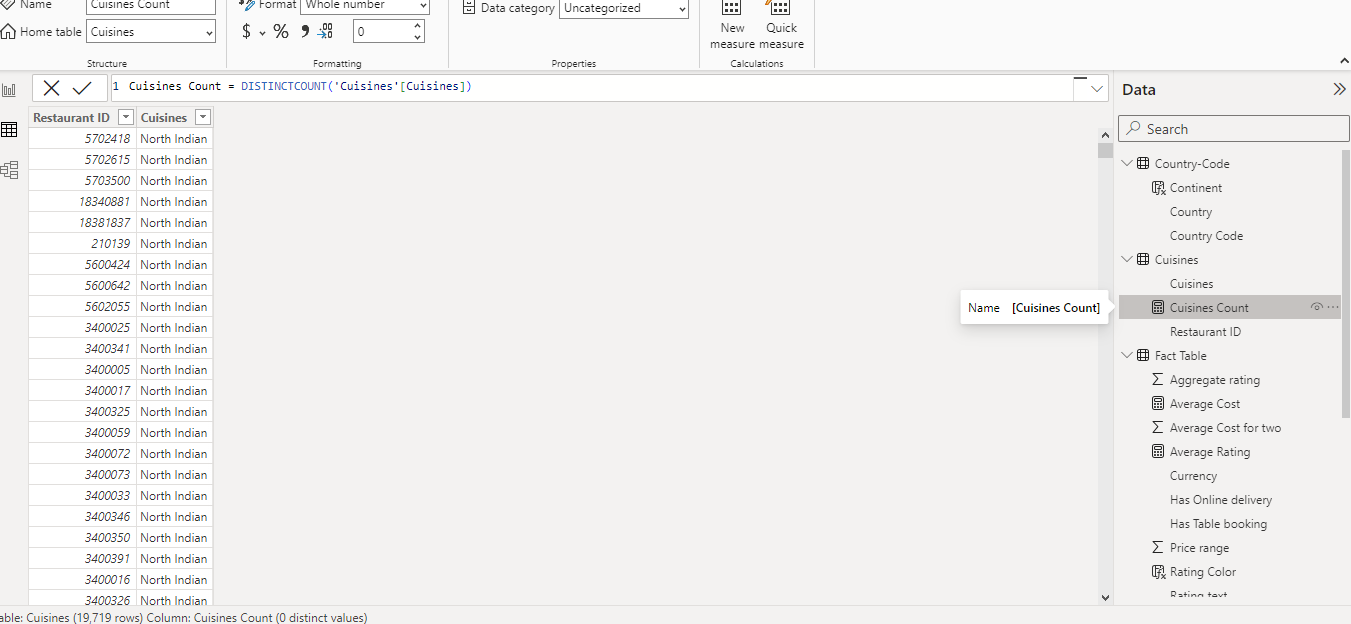 Name Cuisines Count
Format Whole number
Data category Uncategorized
Home table Cuisines
$ % 9 .00 0
New measure
Quick measure
Structure Formatting Properties Calculations
1 Cuisines Count = DISTINCTCOUNT('Cuisines'[Cuisines])
Restaurant ID Cuisines
5702418 North Indian
5702615 North Indian
5703500 North Indian
18340881 North Indian
18381837 North Indian
210139 North Indian
5600424 North Indian
5600642 North Indian
5602055 North Indian
3400025 North Indian
3400341 North Indian
3400005 North Indian
3400017 North Indian
3400325 North Indian
3400059 North Indian
3400072 North Indian
3400073 North Indian
3400033 North Indian
3400346 North Indian
3400350 North Indian
3400391 North Indian
3400016 North Indian
3400326 North Indian
Name [Cuisines Count]
Data
Search
Country-Code
Continent
Country
Country Code
Cuisines
Cuisines
Cuisines Count
Restaurant ID
Fact Table
Aggregate rating
Average Cost
Average Cost for two
Average Rating
Currency
Has Online delivery
Has Table booking
Price range
Rating Color
Rating text
able: Cuisines (19,719 rows) Column: Cuisines Count (0 distinct values)